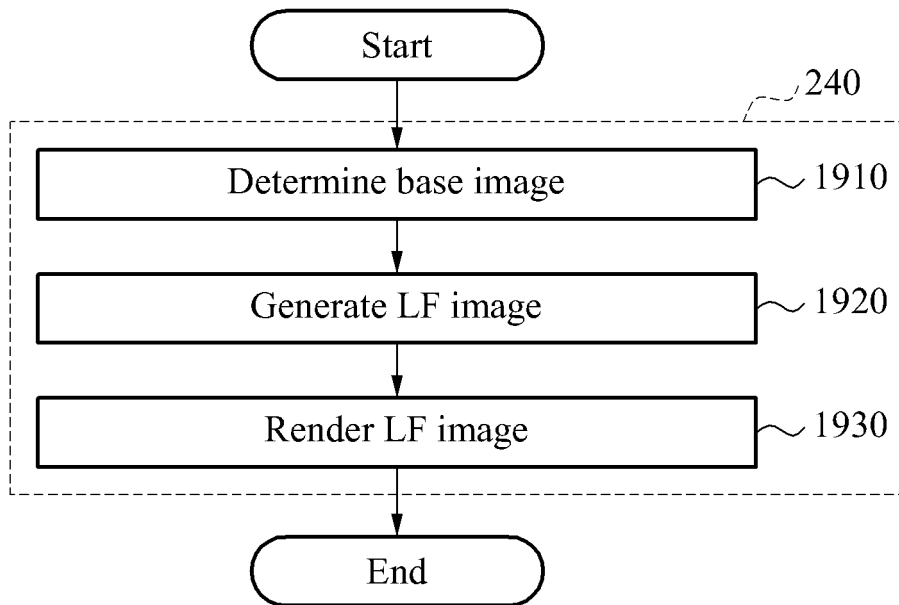 Start
240
Determine base image
1910
Generate LF image
1920
Render LF image
1930
End